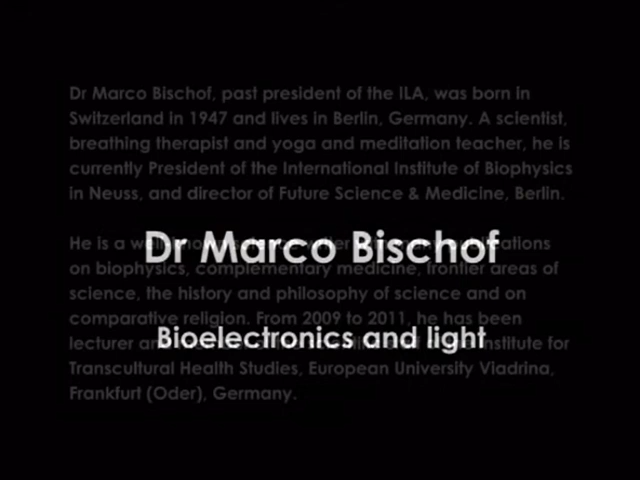 Dr Marco Bischof, past president of the ILA, was born in
Switzerland in 1947 and lives in Berlin, Germany. A scientist,
breathing therapist and yoga and meditation teacher, he is
currently President of the International Institute of Biophysics
in Neuss, and director of Future Science & Medicine, Berlin.
He is a
Dr Marco Bischof
on biophysics, complementary medicine, frontier areas of
science, the history and philosophy of science and on
comparative religion. From 2009 to 2011, he has been
Bioelectronics and light
lecturer institute for
Transcultural Health Studies, European University Viadrina,
Frankfurt (Oder), Germany.